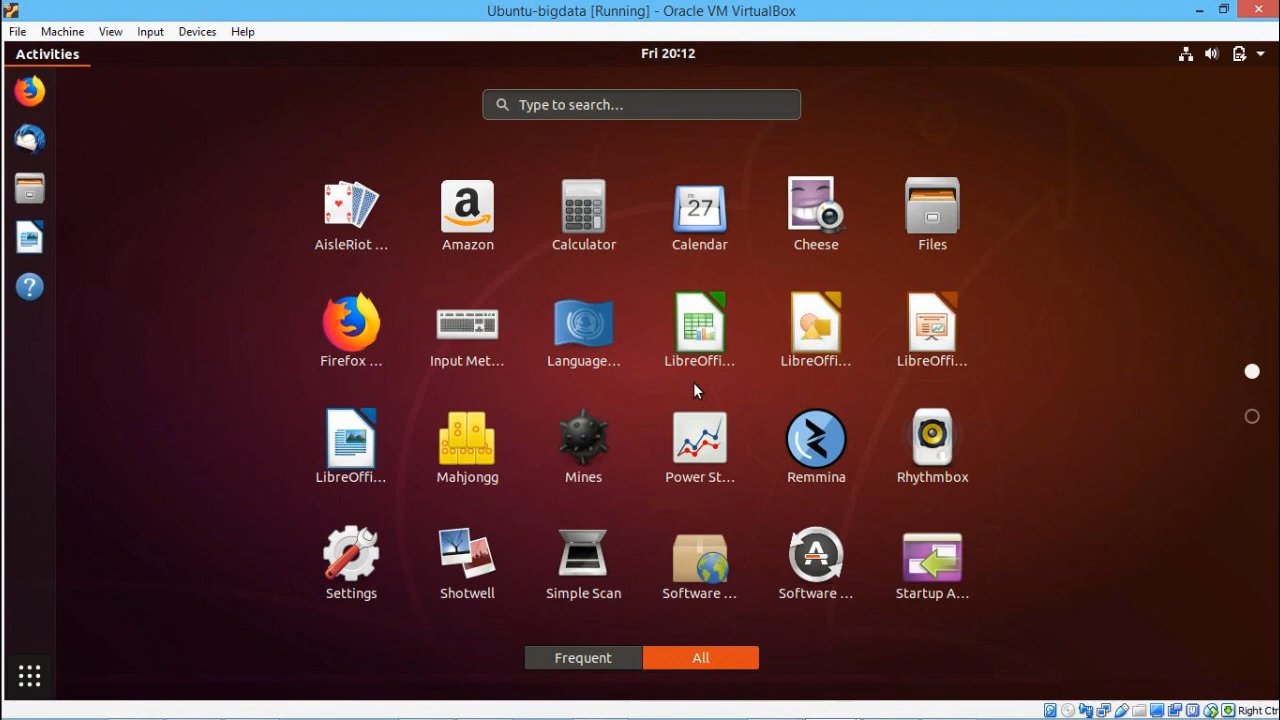 Ubuntu-bigdata [Running] - Oracle VM VirtualBox
File Machine View Input Devices Help
Activities Fri 20:12
Type to search...
AisleRiot ... Amazon Calculator Calendar Cheese Files
Firefox ... Input Met... Language... LibreOffi... LibreOffi... LibreOffi...
LibreOffi... Mahjongg Mines Power St... Remmina Rhythmbox
Settings Shotwell Simple Scan Software ... Software ... Startup A...
Frequent All
Right Ctr